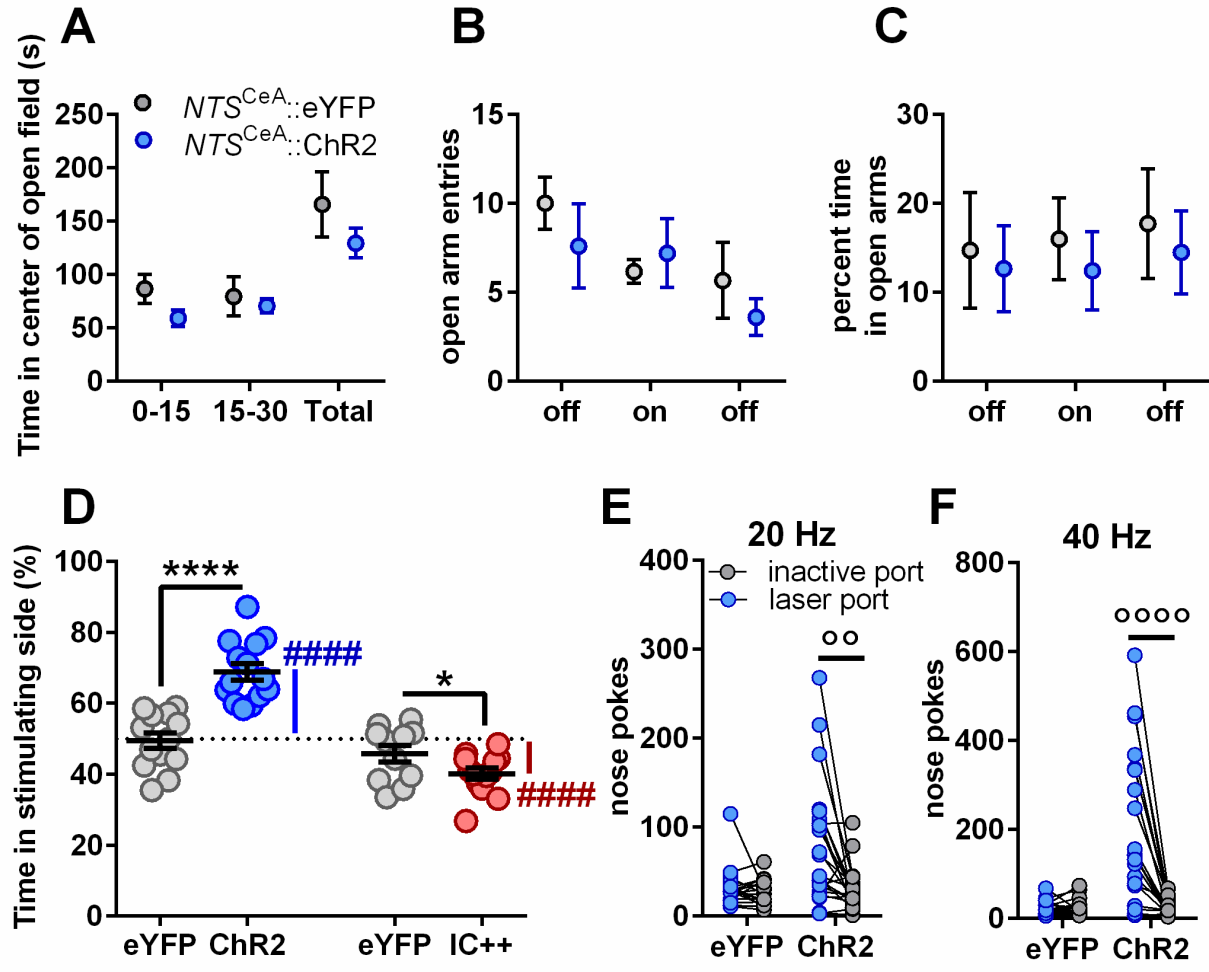 A
B
C
Time in center of open field (s)
250
200
150
100
50
0
NTS^CeA::eYFP
NTS^CeA::ChR2
0-15 15-30 Total
open arm entries
15
10
5
0
off on off
percent time
in open arms
30
20
10
0
off on off
D
Time in stimulating side (%)
100
80
60
40
20
0
****
####
*
####
eYFP ChR2 eYFP IC++
E
20 Hz
nose pokes
400
300
200
100
0
inactive port
laser port
°°
eYFP ChR2
F
40 Hz
nose pokes
800
600
400
200
0
°°°°
eYFP ChR2